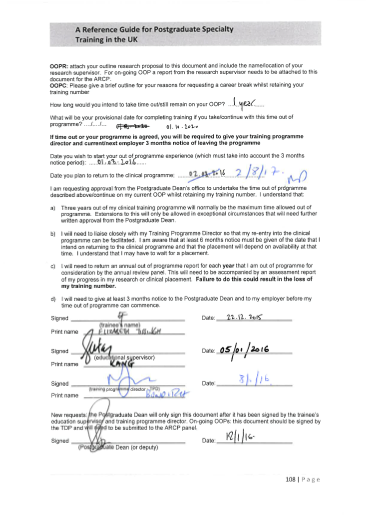 A Reference Guide for Postgraduate Specialty
Training in the UK
OOPR: attach your outline research proposal to this document and include the name/location of your
research supervisor. For on-going OOP a report from the research supervisor needs to be attached to this
document for the ARCP.
OOPC: Please give a brief outline for your reasons for requesting a career break whilst retaining your
training number
How long would you intend to take time out/still remain on your OOP? 1 year
What will be your provisional date for completing training if you take/continue with this time out of
programme? ..../..../.... 01.10.2020
If time out or your programme is agreed, you will be required to give your training programme
director and current/next employer 3 months notice of leaving the programme
Date you wish to start your out of programme experience (which must take into account the 3 months
notice period): 01.03.2016
Date you plan to return to the clinical programme: 2/8/17.
I am requesting approval from the Postgraduate Dean's office to undertake the time out of programme
described above/continue on my current OOP whilst retaining my training number. I understand that:
a) Three years out of my clinical training programme will normally be the maximum time allowed out of
programme. Extensions to this will only be allowed in exceptional circumstances that will need further
written approval from the Postgraduate Dean.
b) I will need to liaise closely with my Training Programme Director so that my re-entry into the clinical
programme can be facilitated. I am aware that at least 6 months notice must be given of the date that I
intend on returning to the clinical programme and that the placement will depend on availability at that
time. I understand that I may have to wait for a placement.
c) I will need to return an annual out of programme report for each year that I am out of programme for
consideration by the annual review panel. This will need to be accompanied by an assessment report
of my progress in my research or clinical placement. Failure to do this could result in the loss of
my training number.
d) I will need to give at least 3 months notice to the Postgraduate Dean and to my employer before my
time out of programme can commence.
Signed Date: 22.12.2015
(trainee's name)
Print name ELIZABETH
Signed Date: 05/01/2016
(educational supervisor)
Print name KANG
Signed Date: 8/1/16
(training programme director - TPD)
Print name
New requests: the Postgraduate Dean will only sign this document after it has been signed by the trainee's
education supervisor and training programme director. On-going OOPs: this document should be signed by
the TDP and will need to be submitted to the ARCP panel.
Signed Date: 12/1/16.
(Postgraduate Dean (or deputy)
108 | Page